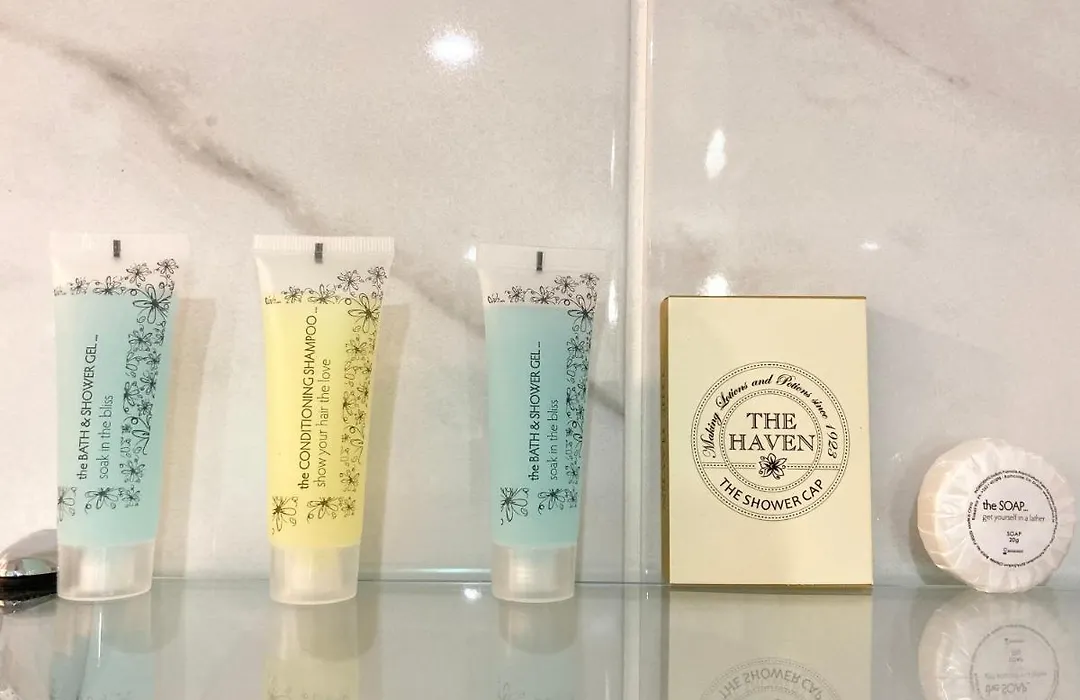 the BATH & SHOWER GEL...
soak in the bliss
the CONDITIONING SHAMPOO...
show your hair the love
the BATH & SHOWER GEL...
soak in the bliss
Making Lotions and Potions since 1923
THE
HAVEN
THE SHOWER CAP
the SOAP...
get yourself in a lather
SOAP
20g